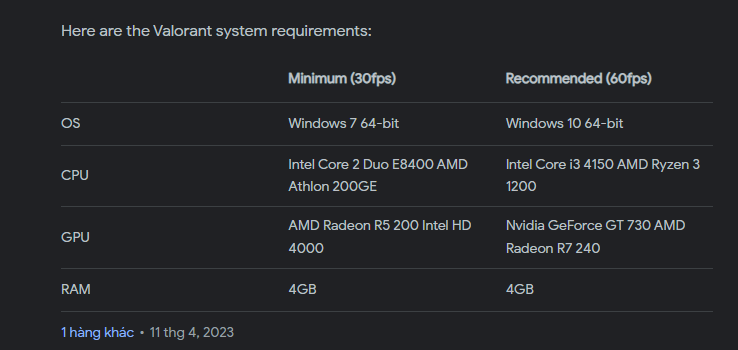 Here are the Valorant system requirements:
Minimum (30fps) Recommended (60fps)
OS Windows 7 64-bit Windows 10 64-bit
CPU Intel Core 2 Duo E8400 AMD Athlon 200GE Intel Core i3 4150 AMD Ryzen 3 1200
GPU AMD Radeon R5 200 Intel HD 4000 Nvidia GeForce GT 730 AMD Radeon R7 240
RAM 4GB 4GB
1 hàng khác • 11 thg 4, 2023